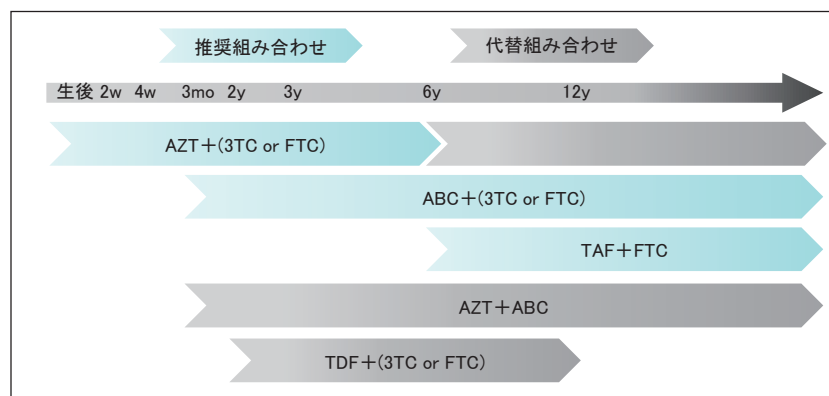 推奨組み合わせ 代替組み合わせ
生後 2w 4w 3mo 2y 3y 6y 12y
AZT＋(3TC or FTC)
ABC＋(3TC or FTC)
TAF＋FTC
AZT＋ABC
TDF＋(3TC or FTC)